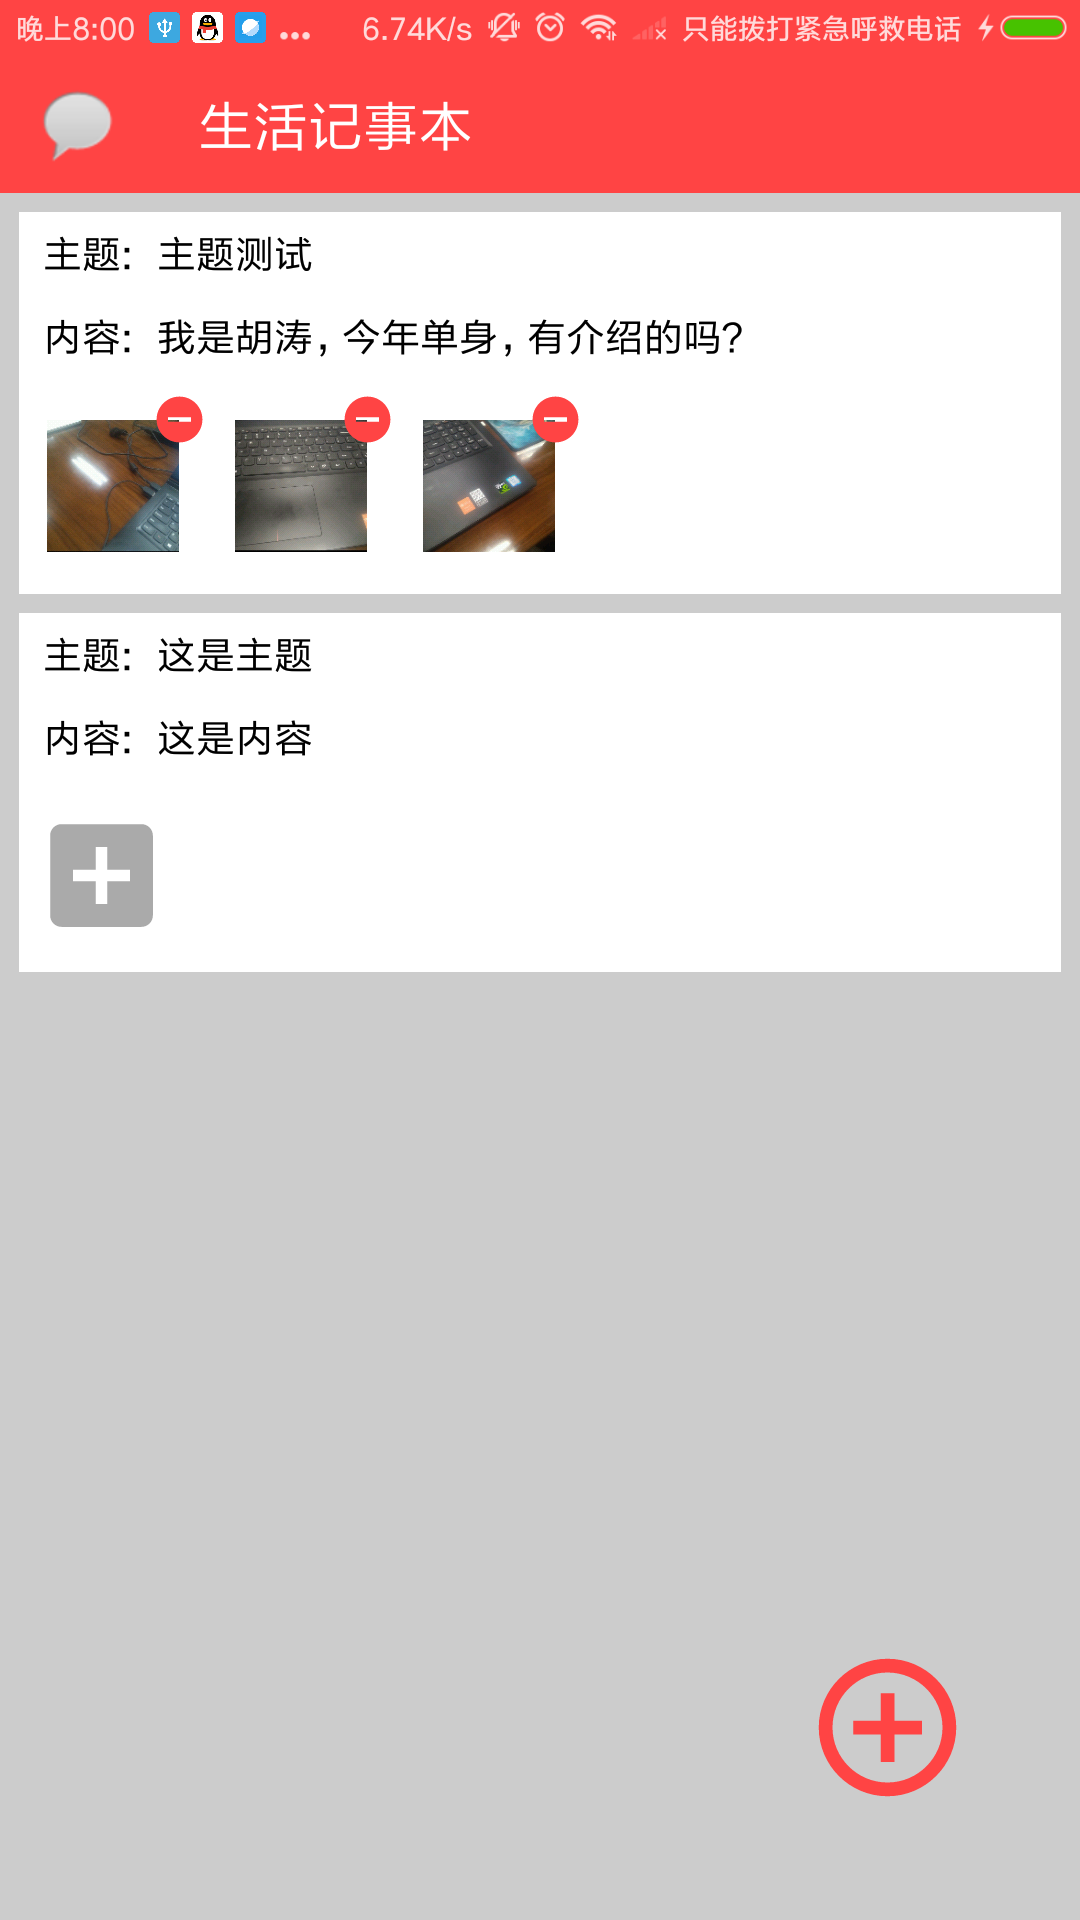 晚上8:00 ... 6.74K/s 只能拨打紧急呼救电话
生活记事本
主题: 主题测试
内容: 我是胡涛, 今年单身, 有介绍的吗?
主题: 这是主题
内容: 这是内容